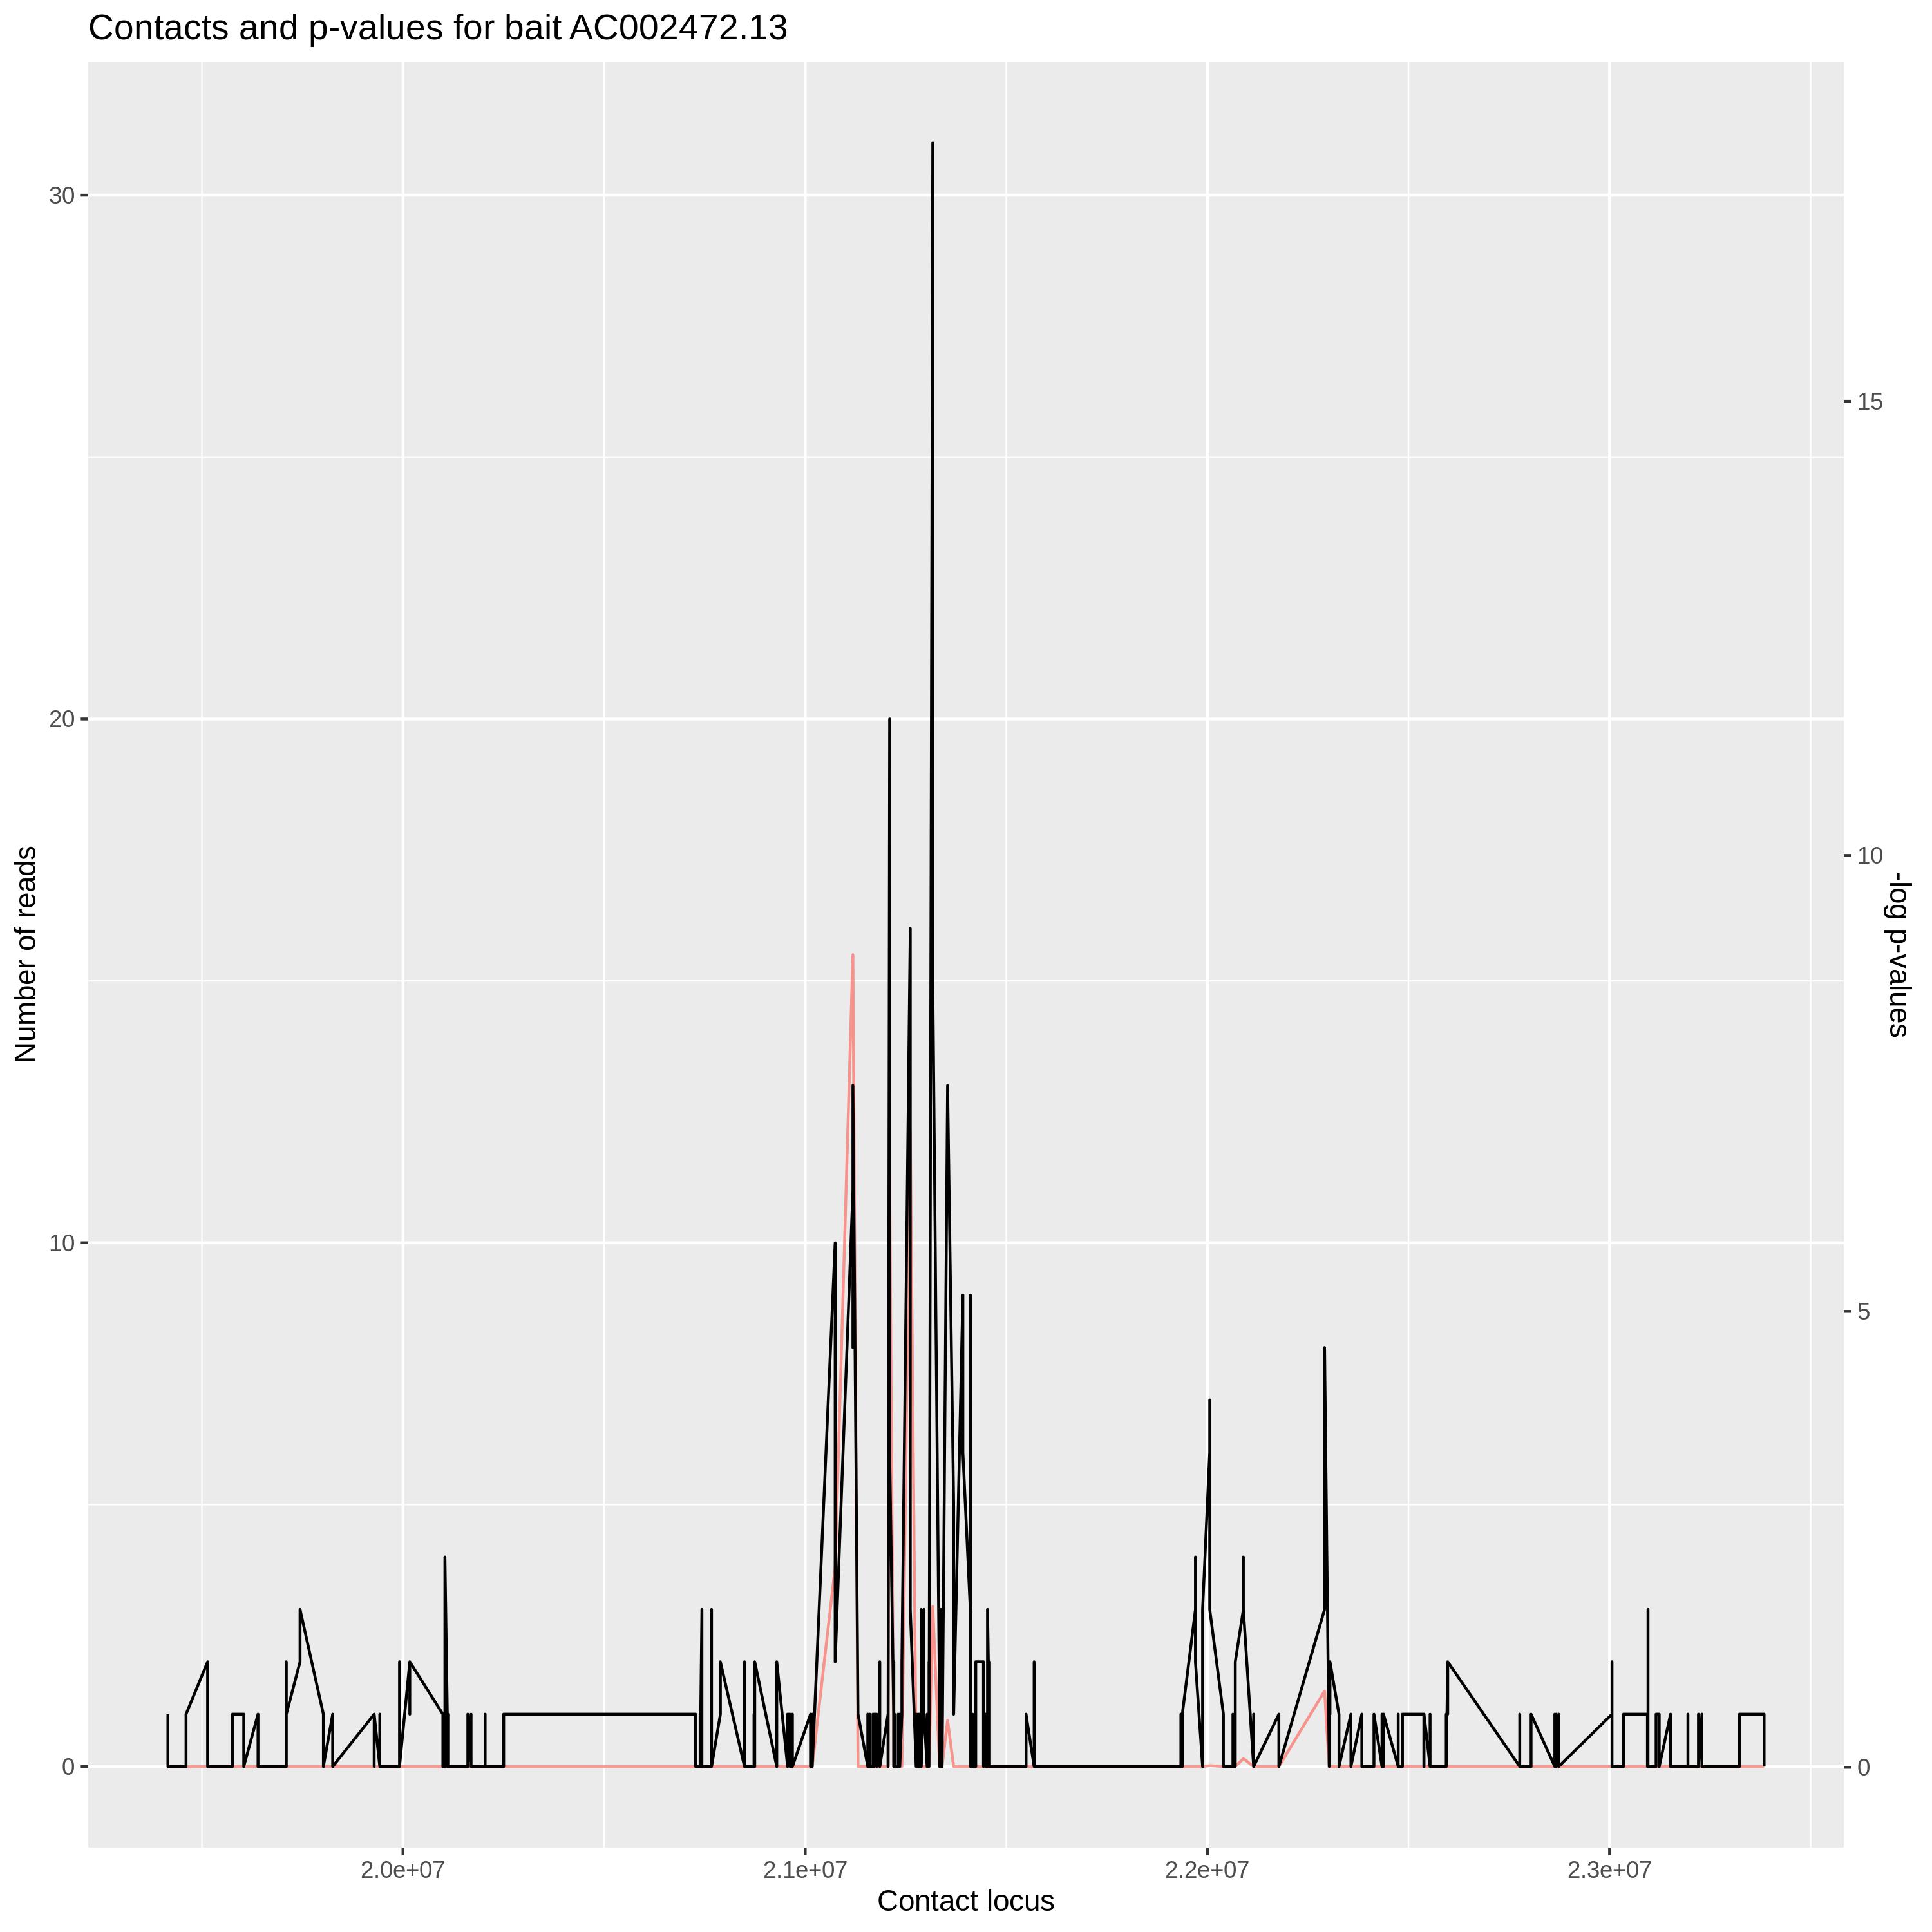 Contacts and p-values for bait AC002472.13
30
20
10
0
Number of reads
15
10
5
0
-log p-values
2.0e+07 2.1e+07 2.2e+07 2.3e+07
Contact locus